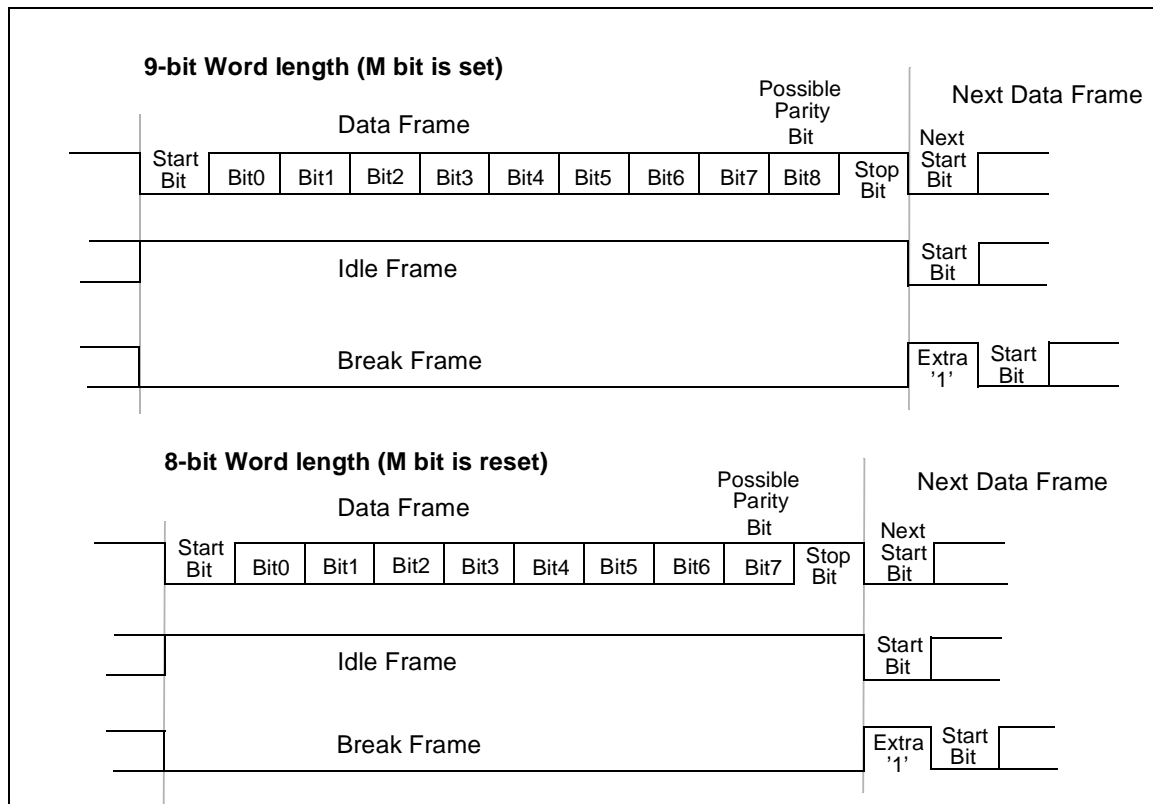 9-bit Word length (M bit is set)
Possible
Parity
Bit
Next Data Frame
Data Frame
Start
Bit
Bit0
Bit1
Bit2
Bit3
Bit4
Bit5
Bit6
Bit7
Bit8
Stop
Bit
Next
Start
Bit
Idle Frame
Start
Bit
Break Frame
Extra
'1'
Start
Bit
8-bit Word length (M bit is reset)
Possible
Parity
Bit
Next Data Frame
Data Frame
Start
Bit
Bit0
Bit1
Bit2
Bit3
Bit4
Bit5
Bit6
Bit7
Stop
Bit
Next
Start
Bit
Idle Frame
Start
Bit
Break Frame
Extra
'1'
Start
Bit